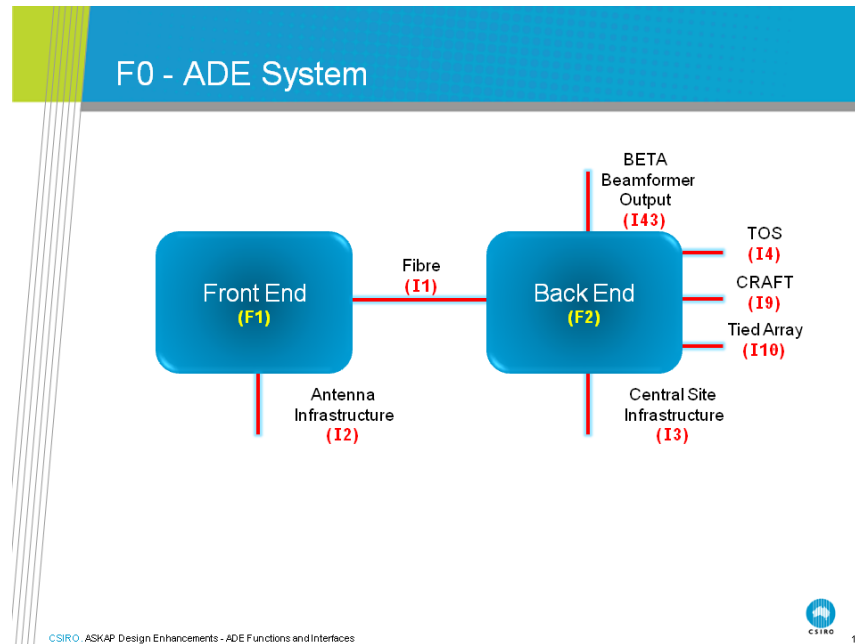 F0 - ADE System
BETA
Beamformer
Output
(I43)
TOS
(I4)
Fibre
(I1)
CRAFT
(I9)
Front End
(F1)
Back End
(F2)
Tied Array
(I10)
Antenna
Infrastructure
(I2)
Central Site
Infrastructure
(I3)
CSIRO
CSIRO. ASKAP Design Enhancements - ADE Functions and Interfaces
1